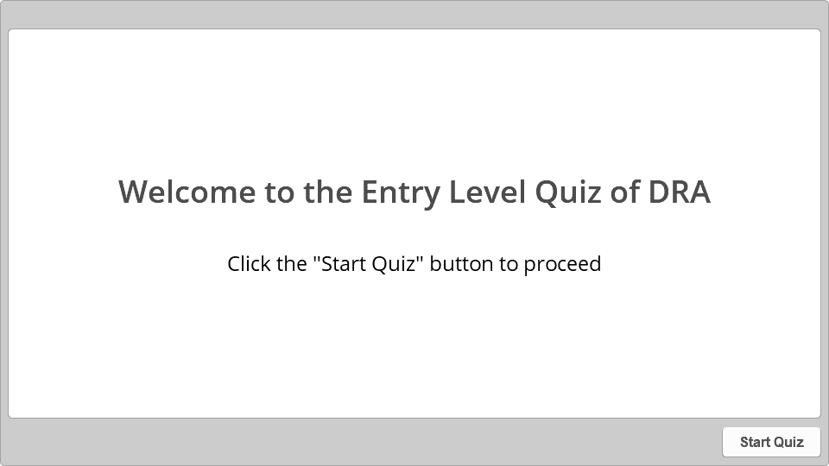 Welcome to the Entry Level Quiz of DRA
Click the "Start Quiz" button to proceed
Start Quiz